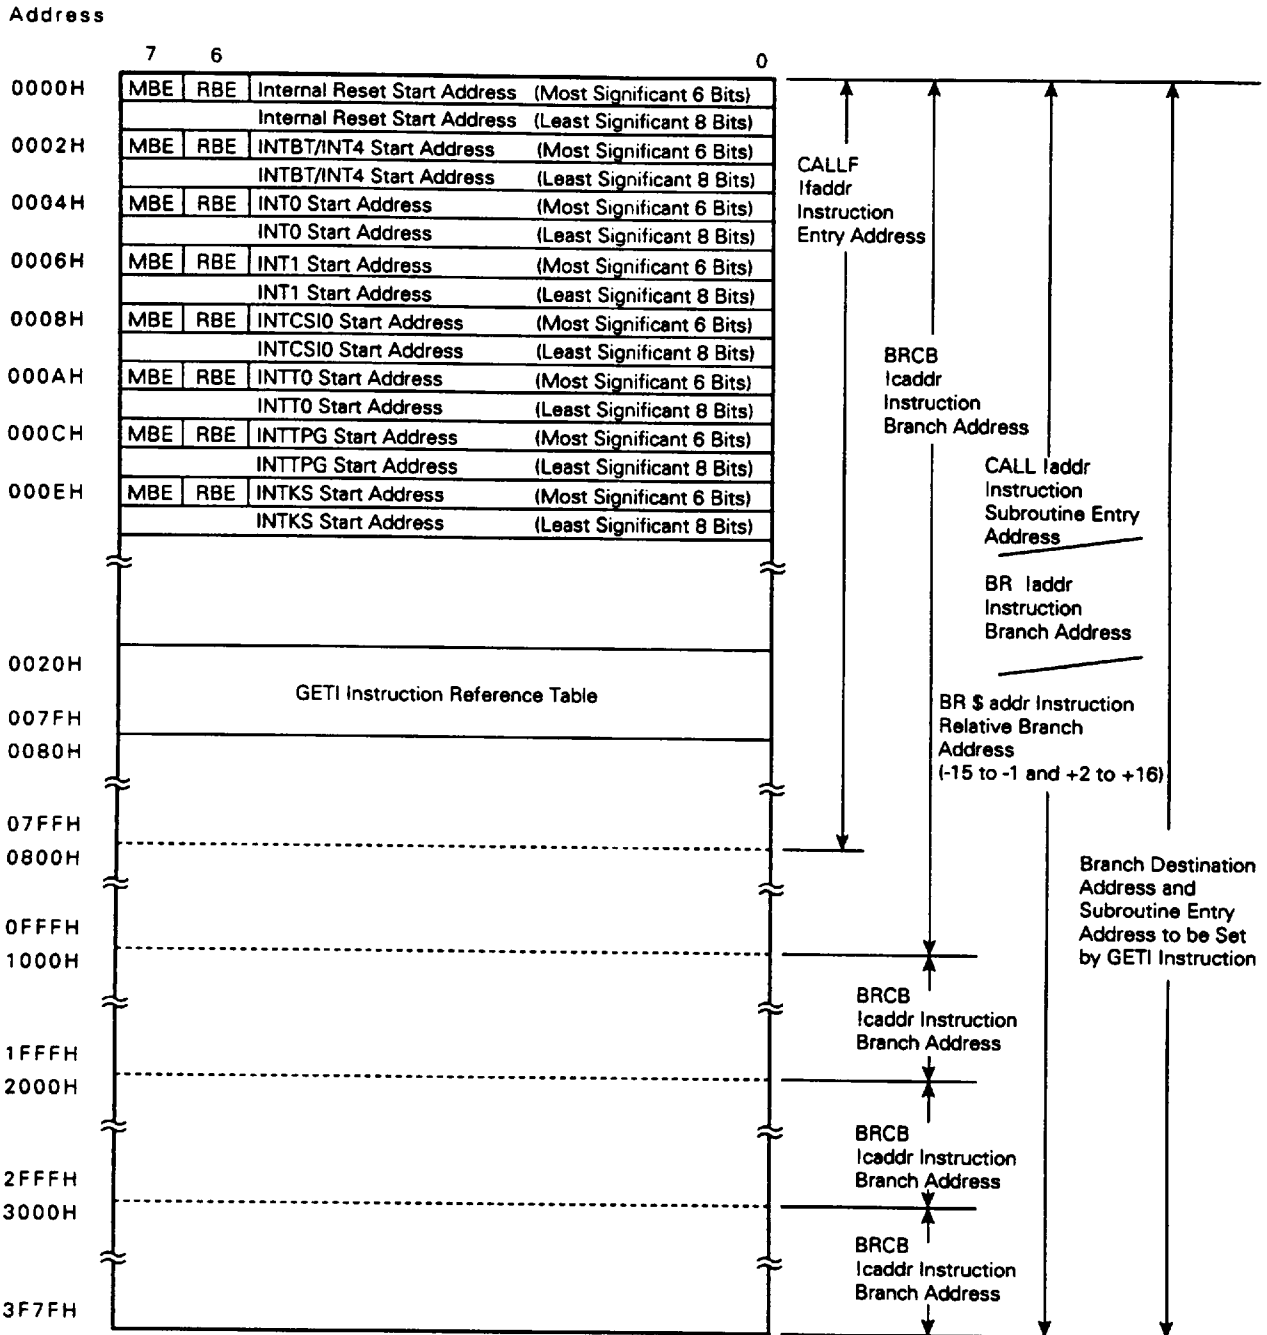 Address
7 6 0
0000H MBE RBE Internal Reset Start Address (Most Significant 6 Bits)
Internal Reset Start Address (Least Significant 8 Bits)
0002H MBE RBE INTBT/INT4 Start Address (Most Significant 6 Bits)
INTBT/INT4 Start Address (Least Significant 8 Bits)
0004H MBE RBE INT0 Start Address (Most Significant 6 Bits)
INT0 Start Address (Least Significant 8 Bits)
0006H MBE RBE INT1 Start Address (Most Significant 6 Bits)
INT1 Start Address (Least Significant 8 Bits)
0008H MBE RBE INTCSI0 Start Address (Most Significant 6 Bits)
INTCSI0 Start Address (Least Significant 8 Bits)
000AH MBE RBE INTT0 Start Address (Most Significant 6 Bits)
INTT0 Start Address (Least Significant 8 Bits)
000CH MBE RBE INTTPG Start Address (Most Significant 6 Bits)
INTTPG Start Address (Least Significant 8 Bits)
000EH MBE RBE INTKS Start Address (Most Significant 6 Bits)
INTKS Start Address (Least Significant 8 Bits)
0020H
GETI Instruction Reference Table
007FH
0080H
07FFH
0800H
0FFFH
1000H
1FFFH
2000H
2FFFH
3000H
3F7FH
CALLF
!faddr
Instruction
Entry Address
BRCB
!caddr
Instruction
Branch Address
CALL !addr
Instruction
Subroutine Entry
Address
BR !addr
Instruction
Branch Address
BR $ addr Instruction
Relative Branch
Address
(-15 to -1 and +2 to +16)
Branch Destination
Address and
Subroutine Entry
Address to be Set
by GETI Instruction
BRCB
!caddr Instruction
Branch Address
BRCB
!caddr Instruction
Branch Address
BRCB
!caddr Instruction
Branch Address